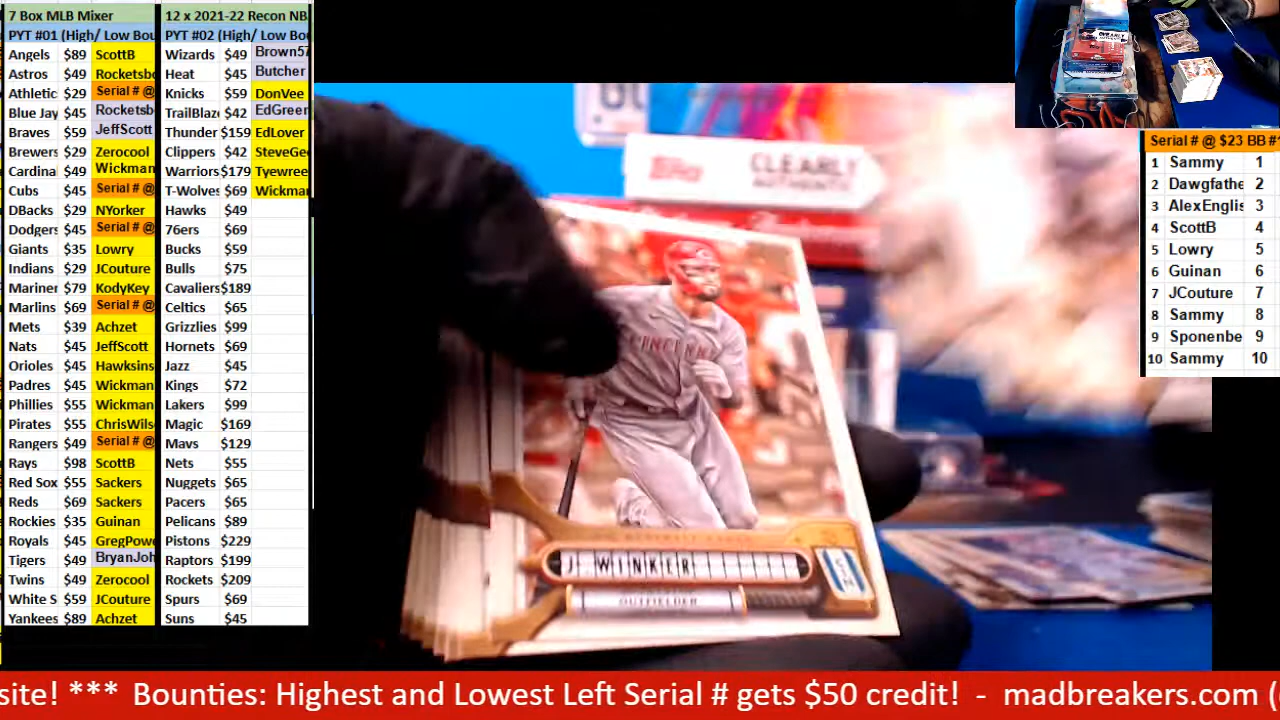 7 Box MLB Mixer
PYT #01 (High/ Low Bou
Angels $89 ScottB
Astros $49 Rocketsbo
Athletic $29 Serial # @
Blue Jay $45 Rocketsb
Braves $59 JeffScott
Brewers $29 Zerocool
Cardina $49 Wickman
Cubs $45 Serial # @
DBacks $29 NYorker
Dodgers $45 Serial # @
Giants $35 Lowry
Indians $29 JCouture
Mariner $79 KodyKey
Marlins $69 Serial # @
Mets $39 Achzet
Nats $45 JeffScott
Orioles $45 Hawksins
Padres $45 Wickman
Phillies $55 Wickman
Pirates $55 ChrisWils
Rangers $49 Serial # @
Rays $98 ScottB
Red Sox $55 Sackers
Reds $69 Sackers
Rockies $35 Guinan
Royals $45 GregPow
Tigers $49 BryanJoh
Twins $49 Zerocool
White S $59 JCouture
Yankees $89 Achzet
12 x 2021-22 Recon NB
PYT #02 (High/ Low Bo
Wizards $49 Brown57
Heat $45 Butcher
Knicks $59 DonVee
TrailBlaz $42 EdGreer
Thunder $159 EdLover
Clippers $42 SteveGe
Warriors $179 Tyewree
T-Wolves $69 Wickmar
Hawks $49
76ers $69
Bucks $59
Bulls $75
Cavaliers $189
Celtics $65
Grizzlies $99
Hornets $69
Jazz $45
Kings $72
Lakers $99
Magic $169
Mavs $129
Nets $55
Nuggets $65
Pacers $65
Pelicans $89
Pistons $229
Raptors $199
Rockets $209
Spurs $69
Suns $45
Topps
CLEARLY
AUTHENTIC
J WINKER
OUTFIELDER
CIN
Serial # @ $23 BB #
1 Sammy 1
2 Dawgfathe 2
3 AlexEnglis 3
4 ScottB 4
5 Lowry 5
6 Guinan 6
7 JCouture 7
8 Sammy 8
9 Sponenbe 9
10 Sammy 10
site! *** Bounties: Highest and Lowest Left Serial # gets $50 credit! - madbreakers.com (